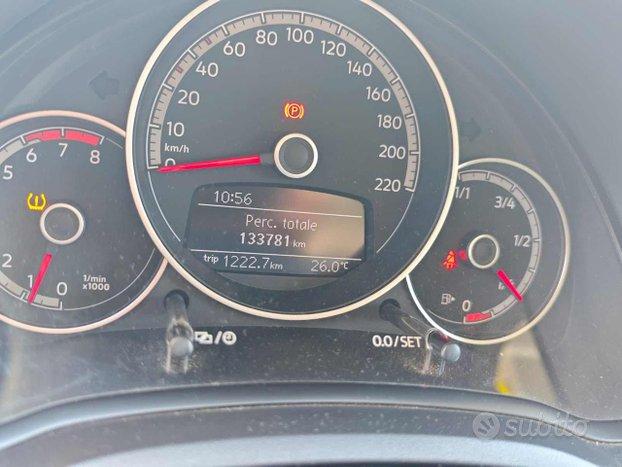 0 10 20 40 60 80 100 120 140 160 180 200 220
km/h
P
10:56
Perc. totale
133781 km
trip 1222.7 km 26.0°C
0 1 2 5 6 7 8
1/min
x1000
1/1 3/4 1/2 0
0.0/SET
subito